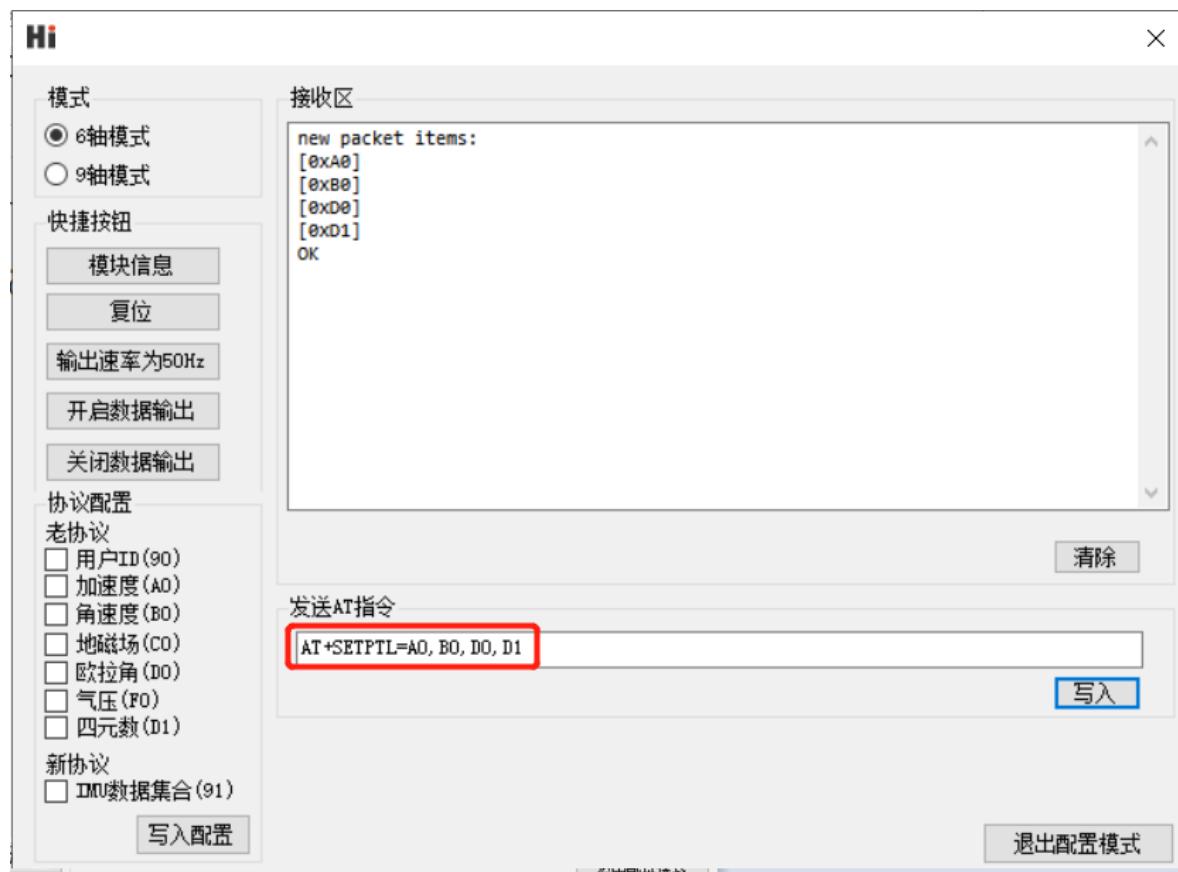 Hi
模式
6轴模式
9轴模式
快捷按钮
模块信息
复位
输出速率为50Hz
开启数据输出
关闭数据输出
协议配置
老协议
用户ID(90)
加速度(A0)
角速度(B0)
地磁场(C0)
欧拉角(D0)
气压(F0)
四元数(D1)
新协议
IMU数据集合(91)
写入配置
接收区
new packet items:
[0xA0]
[0xB0]
[0xD0]
[0xD1]
OK
清除
发送AT指令
AT+SETPTL=A0,B0,D0,D1
写入
退出配置模式